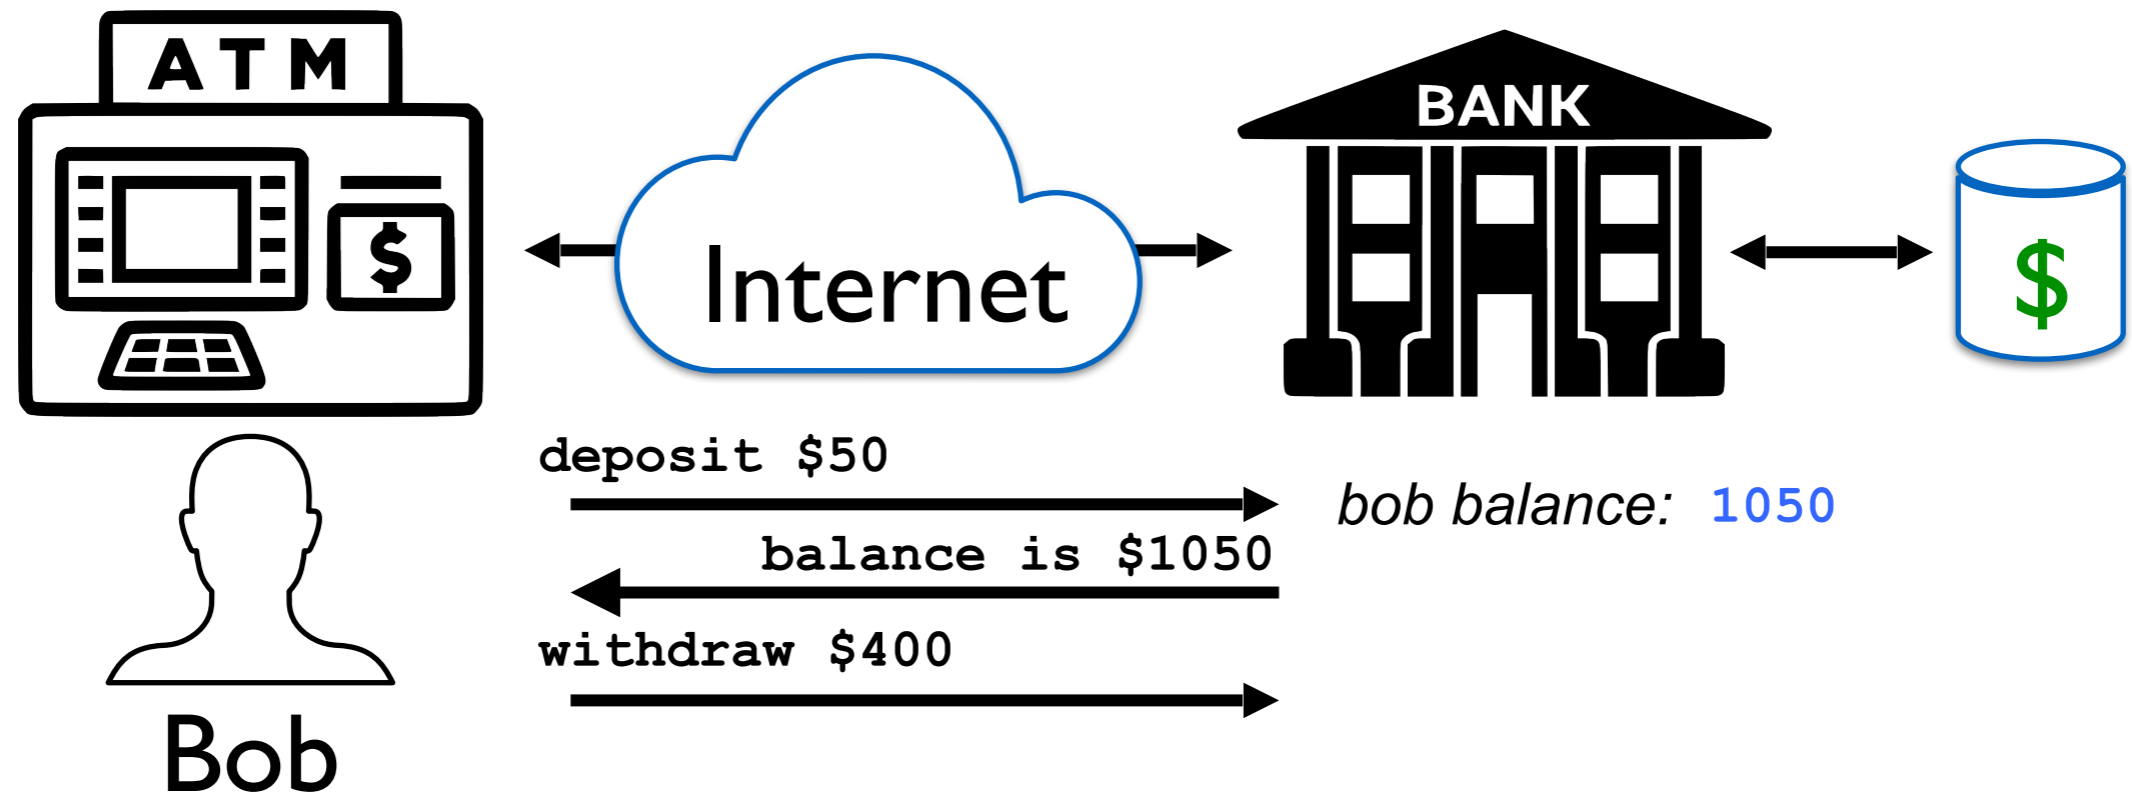 ATM
$
Internet
BANK
$
deposit $50
bob balance: 1050
balance is $1050
withdraw $400
Bob